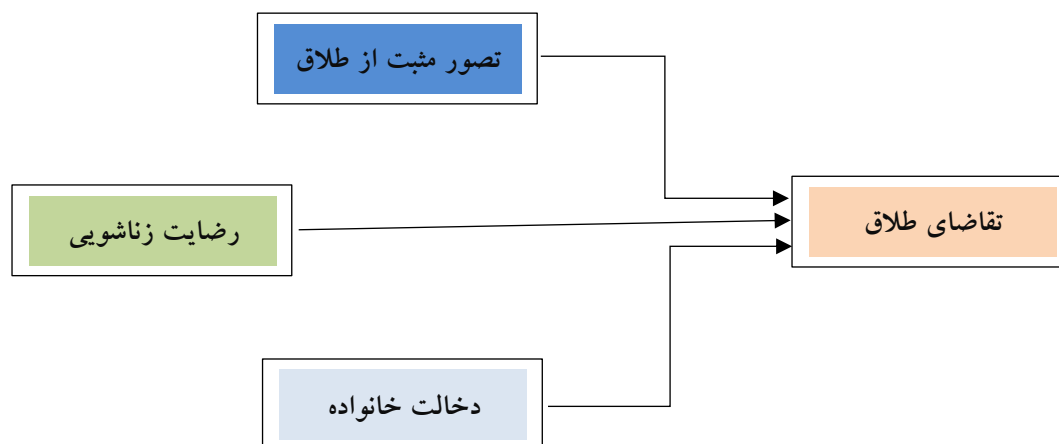 تصور مثبت از طلاق
رضایت زناشویی
تقاضای طلاق
دخالت خانواده